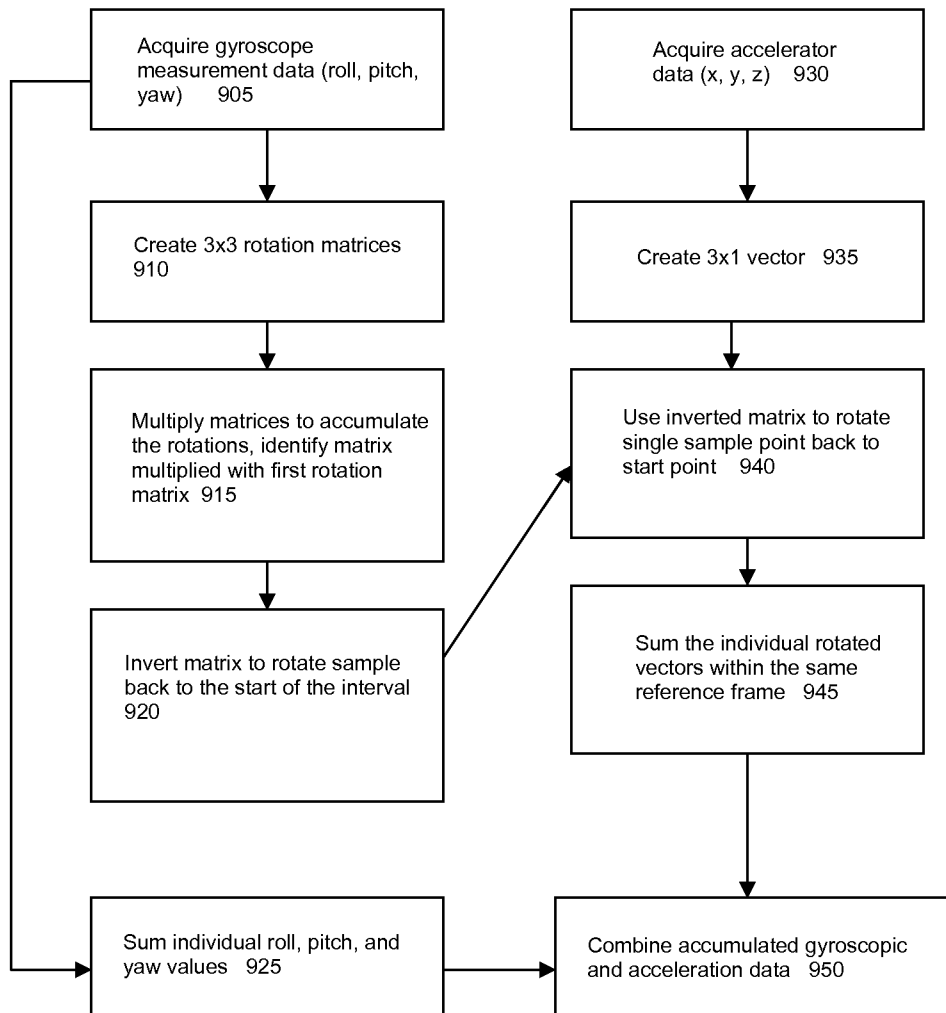 Acquire gyroscope
measurement data (roll, pitch,
yaw) 905
Create 3x3 rotation matrices
910
Multiply matrices to accumulate
the rotations, identify matrix
multiplied with first rotation
matrix 915
Invert matrix to rotate sample
back to the start of the interval
920
Sum individual roll, pitch, and
yaw values 925
Acquire accelerator
data (x, y, z) 930
Create 3x1 vector 935
Use inverted matrix to rotate
single sample point back to
start point 940
Sum the individual rotated
vectors within the same
reference frame 945
Combine accumulated gyroscopic
and acceleration data 950